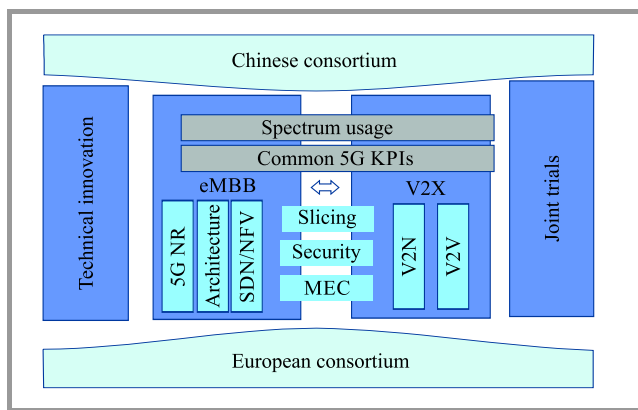 Chinese consortium
Technical innovation
Spectrum usage
Common 5G KPIs
eMBB
V2X
5G NR
Architecture
SDN/NFV
Slicing
Security
MEC
V2N
V2V
Joint trials
European consortium